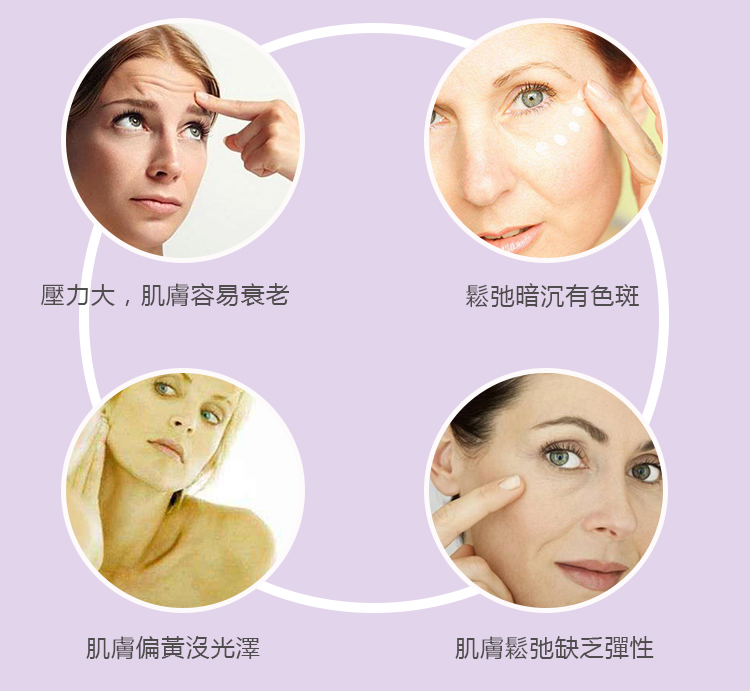 壓力大，肌膚容易衰老
鬆弛暗沉有色斑
肌膚偏黃沒光澤
肌膚鬆弛缺乏彈性